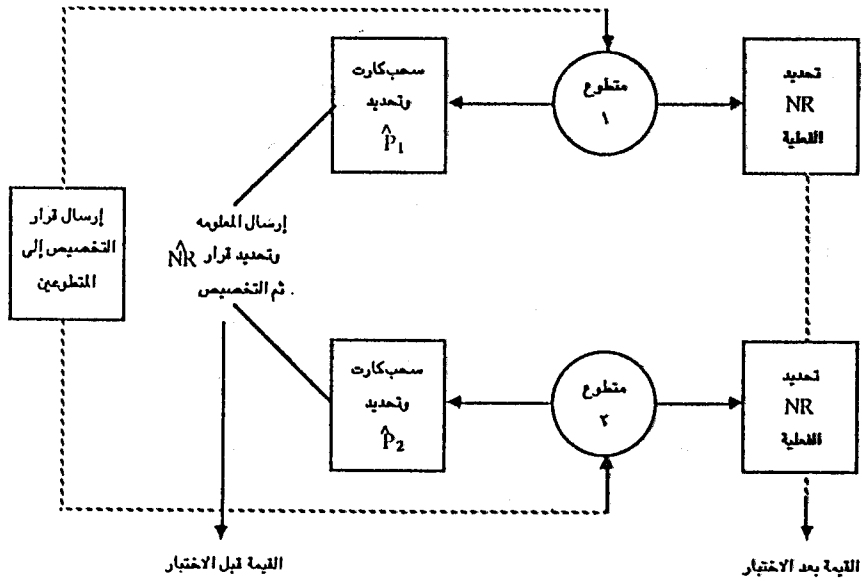 تحديد
NR
الفعلية
متطوع
١
سحب كارت
وتحديد
P̂1
إرسال المعلومه
وتحديد قرار N̂R
ثم التخصيص .
إرسال قرار
التخصيص إلى
المتطوعين
تحديد
NR
الفعلية
متطوع
٢
سحب كارت
وتحديد
P̂2
القيمة بعد الاختبار
القيمة قبل الاختبار